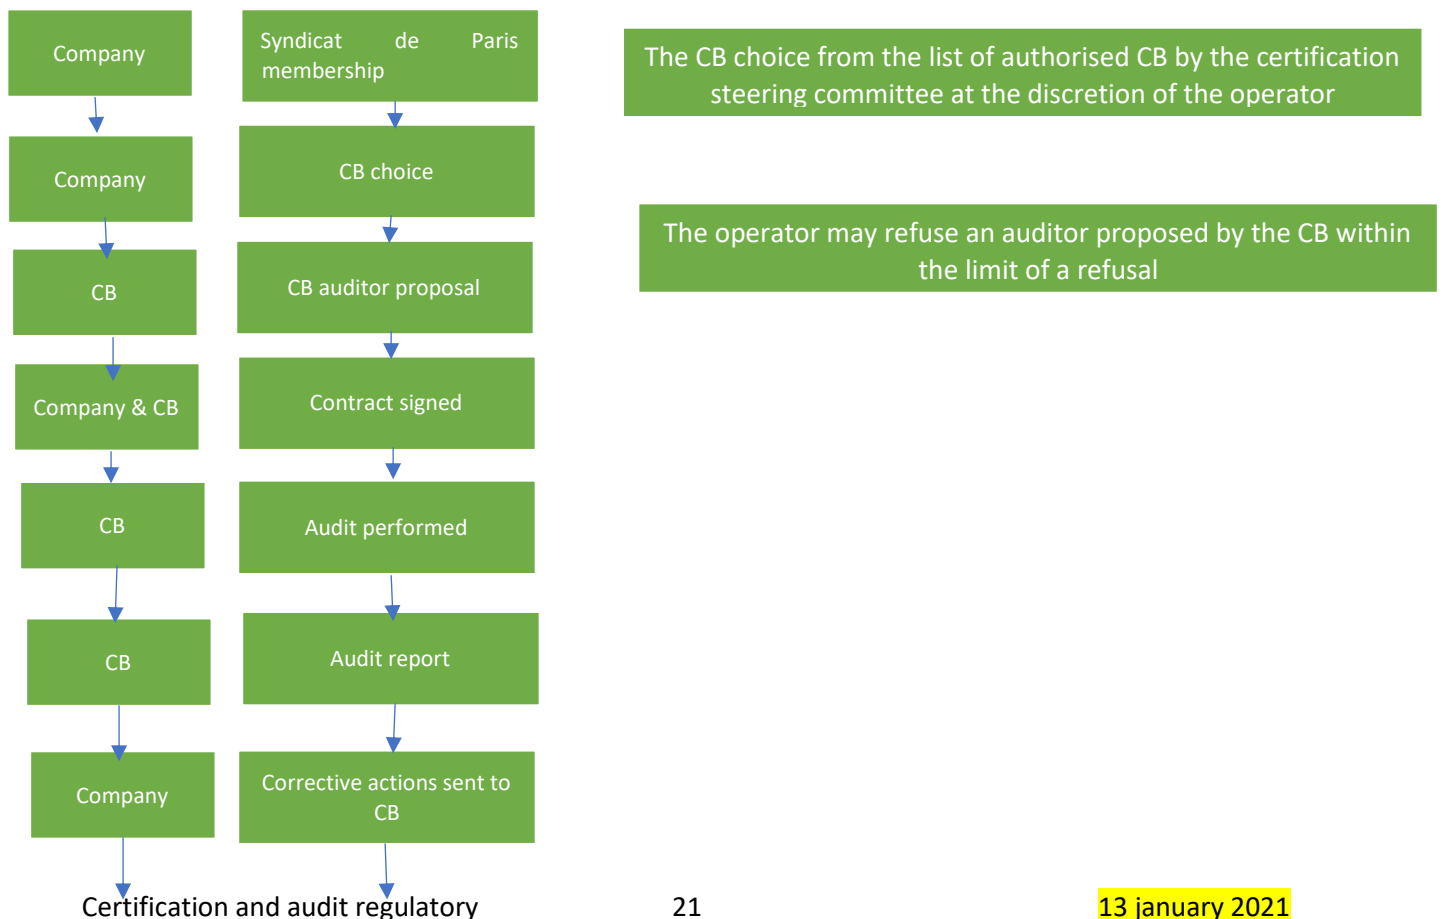 Company
Syndicat de Paris
membership
The CB choice from the list of authorised CB by the certification
steering committee at the discretion of the operator
Company
CB choice
The operator may refuse an auditor proposed by the CB within
the limit of a refusal
CB
CB auditor proposal
Company & CB
Contract signed
CB
Audit performed
CB
Audit report
Company
Corrective actions sent to
CB
Certification and audit regulatory 21 13 january 2021